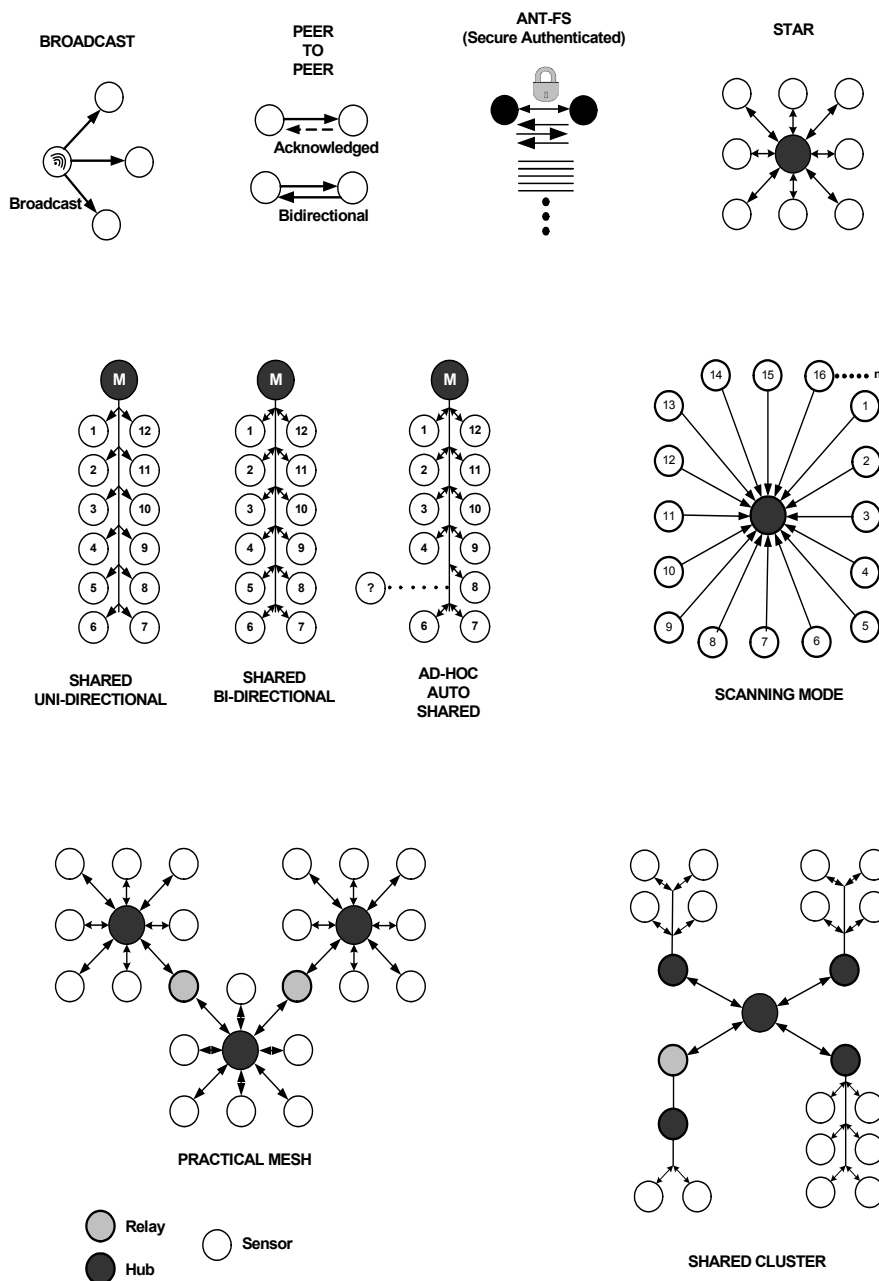 BROADCAST
Broadcast
PEER
TO
PEER
Acknowledged
Bidirectional
ANT-FS
(Secure Authenticated)
STAR
M
1 12
2 11
3 10
4 9
5 8
6 7
SHARED
UNI-DIRECTIONAL
M
1 12
2 11
3 10
4 9
5 8
6 7
SHARED
BI-DIRECTIONAL
M
1 12
2 11
3 10
4 9
? 8
6 7
AD-HOC
AUTO
SHARED
14 15 16 n
13 1
12 2
11 3
10 4
9 5
8 7 6
SCANNING MODE
PRACTICAL MESH
Relay
Hub
Sensor
SHARED CLUSTER